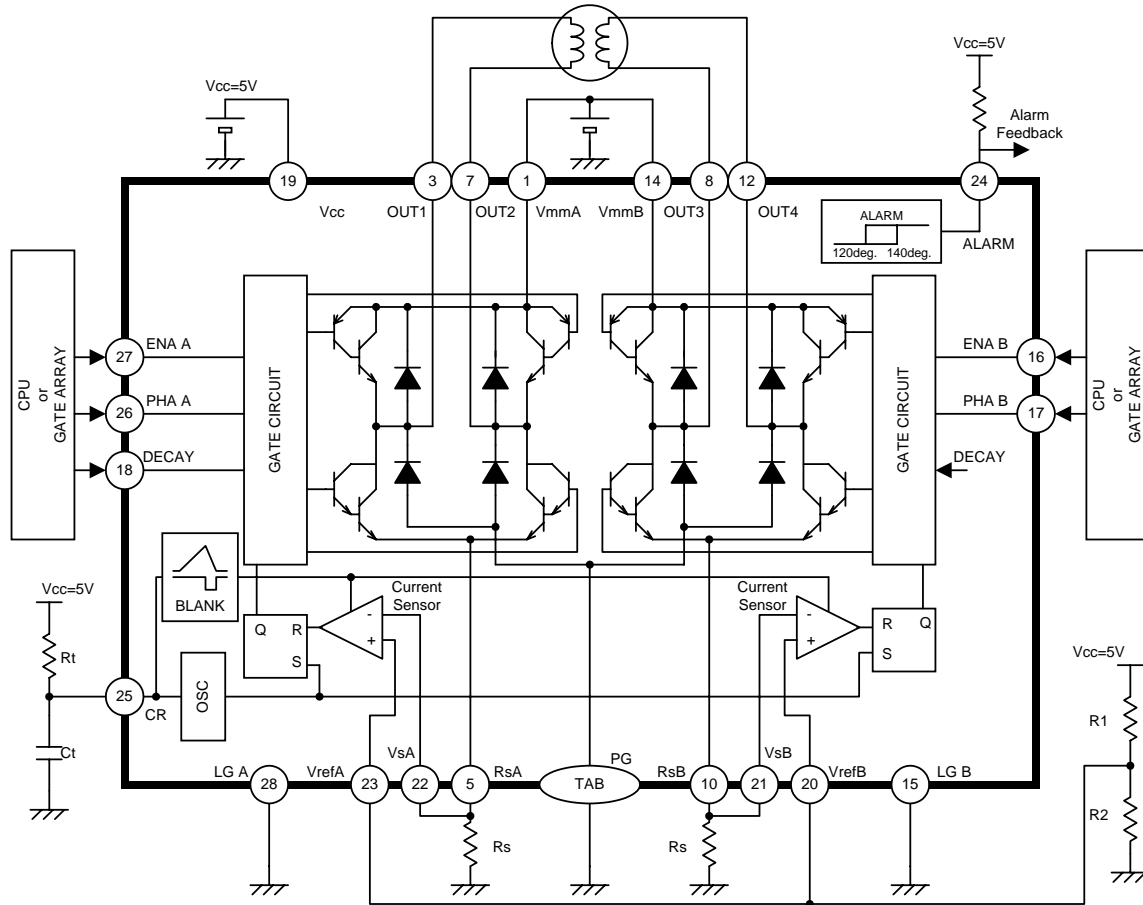 Vcc=5V
Vcc=5V
Alarm
Feedback
19
3
7
1
14
8
12
24
Vcc
OUT1
OUT2
VmmA
VmmB
OUT3
OUT4
ALARM
120deg. 140deg.
ALARM
CPU
or
GATE ARRAY
27
ENA A
26
PHA A
18
DECAY
GATE CIRCUIT
GATE CIRCUIT
ENA B
16
PHA B
17
DECAY
CPU
or
GATE ARRAY
BLANK
Current
Sensor
-
+
Q
R
S
Current
Sensor
-
+
R
Q
S
Vcc=5V
Rt
25
CR
OSC
Ct
Vcc=5V
R1
R2
LG A
VrefA
VsA
RsA
PG
RsB
VsB
VrefB
LG B
28
23
22
5
TAB
10
21
20
15
Rs
Rs